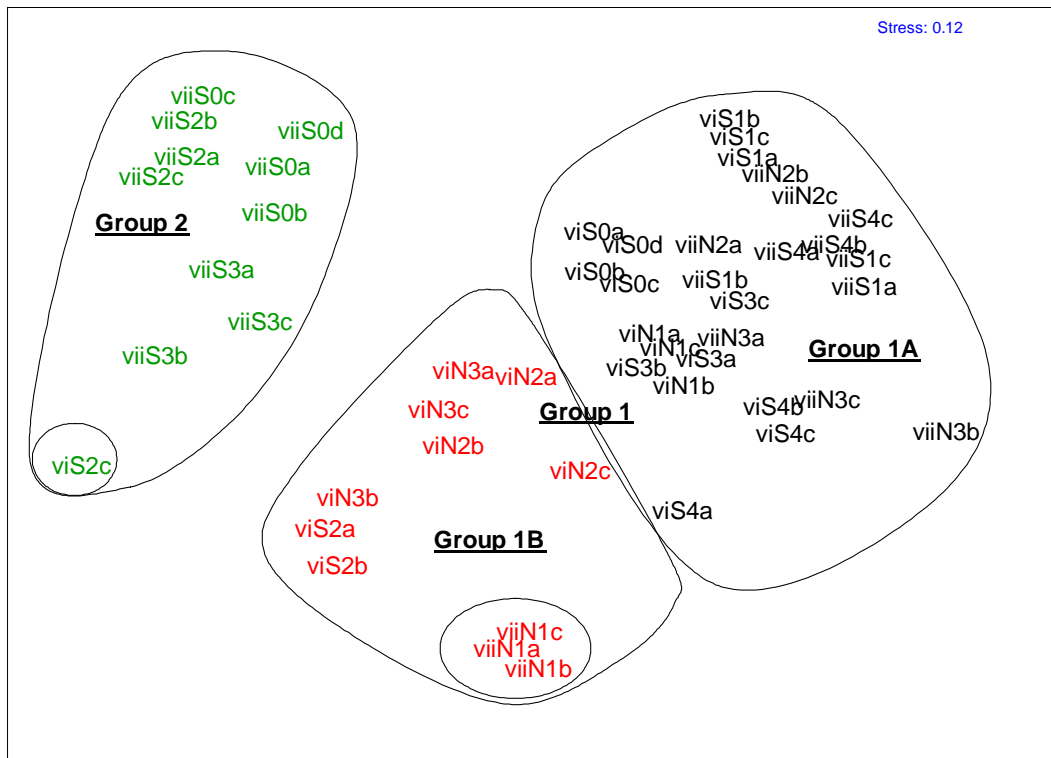 Stress: 0.12
viiS0c
viiS2b
viiS0d
viiS2a
viiS0a
viiS2c
viiS0b
Group 2
viiS3a
viiS3c
viiS3b
viS2c
viN3a
viN2a
viN3c
Group 1
viN2b
viN2c
viN3b
viS2a
Group 1B
viS2b
viiN1c
viiN1a
viiN1b
viS1b
viS1c
viS1a
viiN2b
viiN2c
viiS4c
viS0a
viS0d
viiN2a
viiS4a
viiS4b
viiS1c
viS0b
viS0c
viiS1b
viiS1a
viS3c
viN1a
viN1c
viiN3a
Group 1A
viS3b
viS3a
viN1b
viS4b
viiN3c
viS4c
viiN3b
viS4a